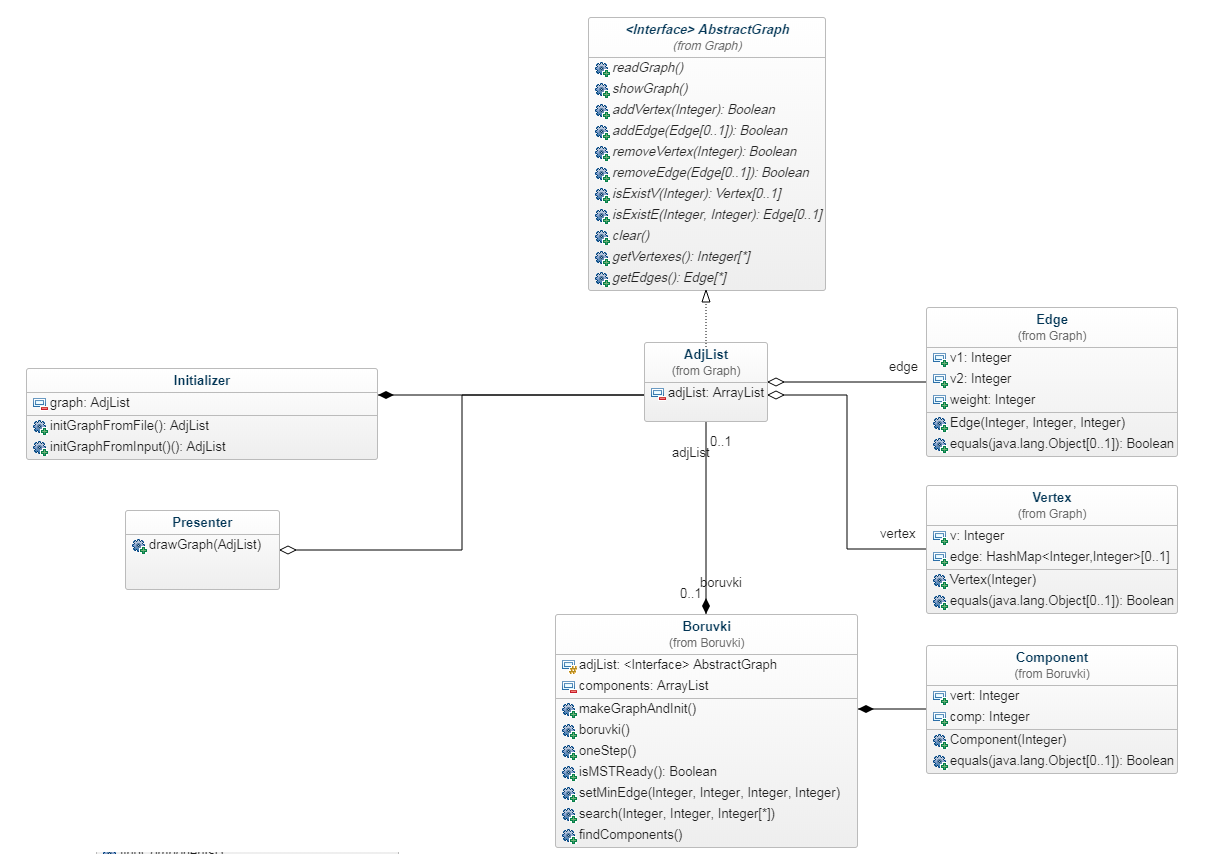 <Interface> AbstractGraph
(from Graph)
readGraph()
showGraph()
addVertex(Integer): Boolean
addEdge(Edge[0..1]): Boolean
removeVertex(Integer): Boolean
removeEdge(Edge[0..1]): Boolean
isExistV(Integer): Vertex[0..1]
isExistE(Integer, Integer): Edge[0..1]
clear()
getVertexes(): Integer[*]
getEdges(): Edge[*]
Edge
(from Graph)
v1: Integer
v2: Integer
weight: Integer
Edge(Integer, Integer, Integer)
equals(java.lang.Object[0..1]): Boolean
edge
AdjList
(from Graph)
adjList: ArrayList
Initializer
graph: AdjList
initGraphFromFile(): AdjList
initGraphFromInput()(): AdjList
0..1
adjList
Vertex
(from Graph)
v: Integer
edge: HashMap<Integer,Integer>[0..1]
Vertex(Integer)
equals(java.lang.Object[0..1]): Boolean
vertex
Presenter
drawGraph(AdjList)
boruvki
0..1
Boruvki
(from Boruvki)
adjList: <Interface> AbstractGraph
components: ArrayList
makeGraphAndInit()
boruvki()
oneStep()
isMSTReady(): Boolean
setMinEdge(Integer, Integer, Integer, Integer)
search(Integer, Integer, Integer[*])
findComponents()
Component
(from Boruvki)
vert: Integer
comp: Integer
Component(Integer)
equals(java.lang.Object[0..1]): Boolean